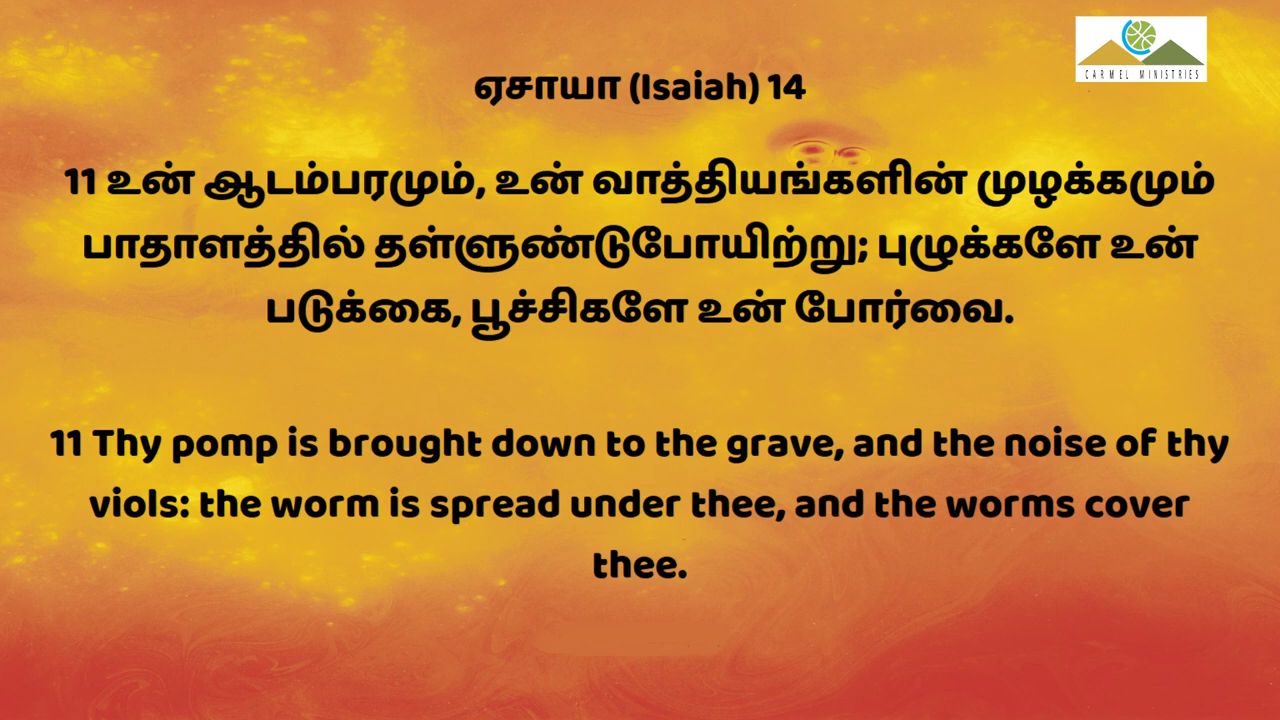 CARMEL MINISTRIES
ஏசாயா (Isaiah) 14
11 உன் ஆடம்பரமும், உன் வாத்தியங்களின் முழக்கமும்
பாதாளத்தில் தள்ளுண்டுபோயிற்று; புழுக்களே உன்
படுக்கை, பூச்சிகளே உன் போர்வை.
11 Thy pomp is brought down to the grave, and the noise of thy
viols: the worm is spread under thee, and the worms cover
thee.